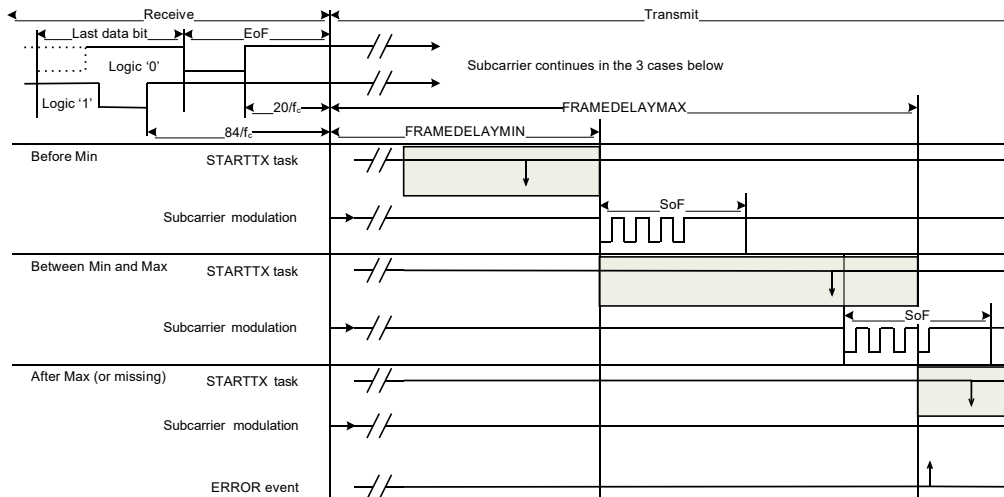 Receive
Transmit
Last data bit
EoF
Logic ‘0’
Subcarrier continues in the 3 cases below
Logic ‘1’
20/fc
FRAMEDELAYMAX
84/fc
FRAMEDELAYMIN
Before Min
STARTTX task
Subcarrier modulation
SoF
Between Min and Max
STARTTX task
Subcarrier modulation
SoF
After Max (or missing)
STARTTX task
Subcarrier modulation
ERROR event